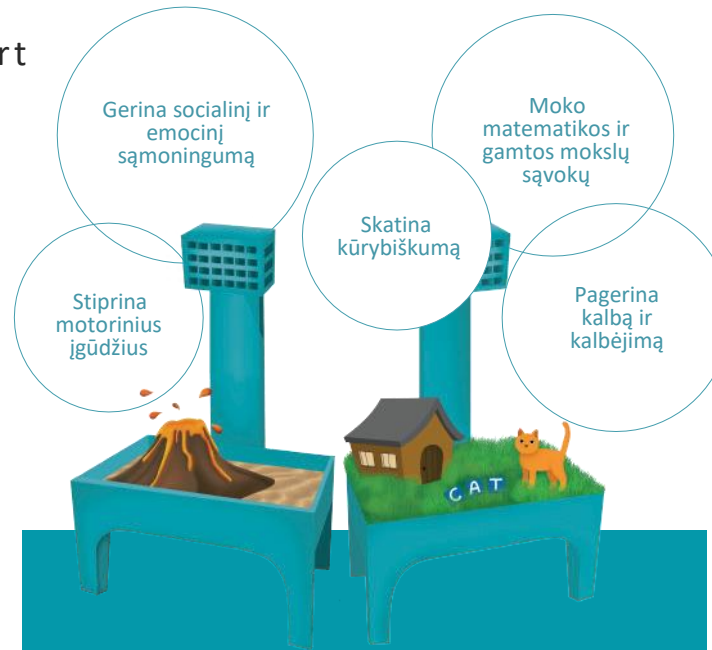 rt
Gerina socialinį ir
emocinį
sąmoningumą
Moko
matematikos ir
gamtos mokslų
sąvokų
Skatina
kūrybiškumą
Stiprina
motorinius
įgūdžius
Pagerina
kalbą ir
kalbėjimą
CAT